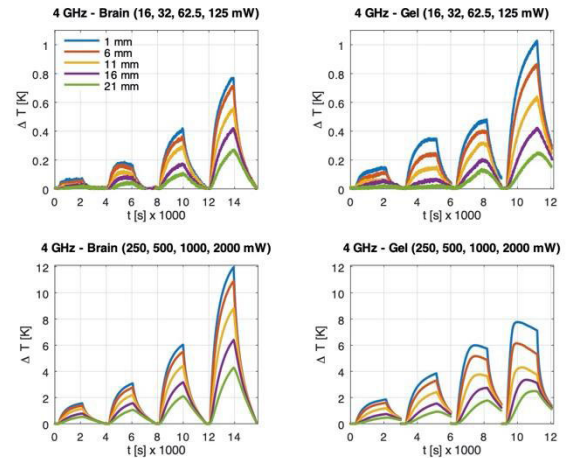 4 GHz - Brain (16, 32, 62.5, 125 mW)
1
0.8
0.6
0.4
0.2
0
Δ T [K]
1 mm
6 mm
11 mm
16 mm
21 mm
0 2 4 6 8 10 12 14
t [s] x 1000
4 GHz - Gel (16, 32, 62.5, 125 mW)
1
0.8
0.6
0.4
0.2
0
Δ T [K]
0 2 4 6 8 10 12
t [s] x 1000
4 GHz - Brain (250, 500, 1000, 2000 mW)
12
10
8
6
4
2
0
Δ T [K]
0 2 4 6 8 10 12 14
t [s] x 1000
4 GHz - Gel (250, 500, 1000, 2000 mW)
12
10
8
6
4
2
0
Δ T [K]
0 2 4 6 8 10 12
t [s] x 1000